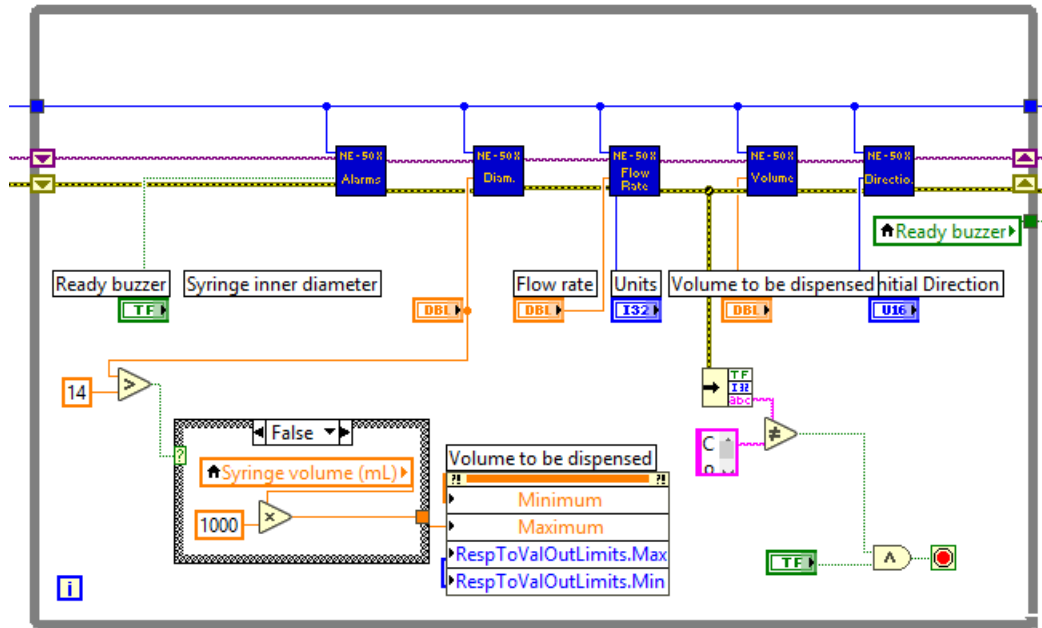 NE-50X
Alarms
NE-50X
Diam.
NE-50X
Flow
Rate
NE-50X
Volume
NE-50X
Directio
Ready buzzer
Ready buzzer
Syringe inner diameter
Flow rate
Units
Volume to be dispensed
nitial Direction
TF
DBL
DBL
I32
DBL
U16
14
>
TF
I32
abc
False
?
Syringe volume (mL)
1000
×
C
≠
Volume to be dispensed
?!
?!
Minimum
Maximum
RespToValOutLimits.Max
RespToValOutLimits.Min
TF
∧
i